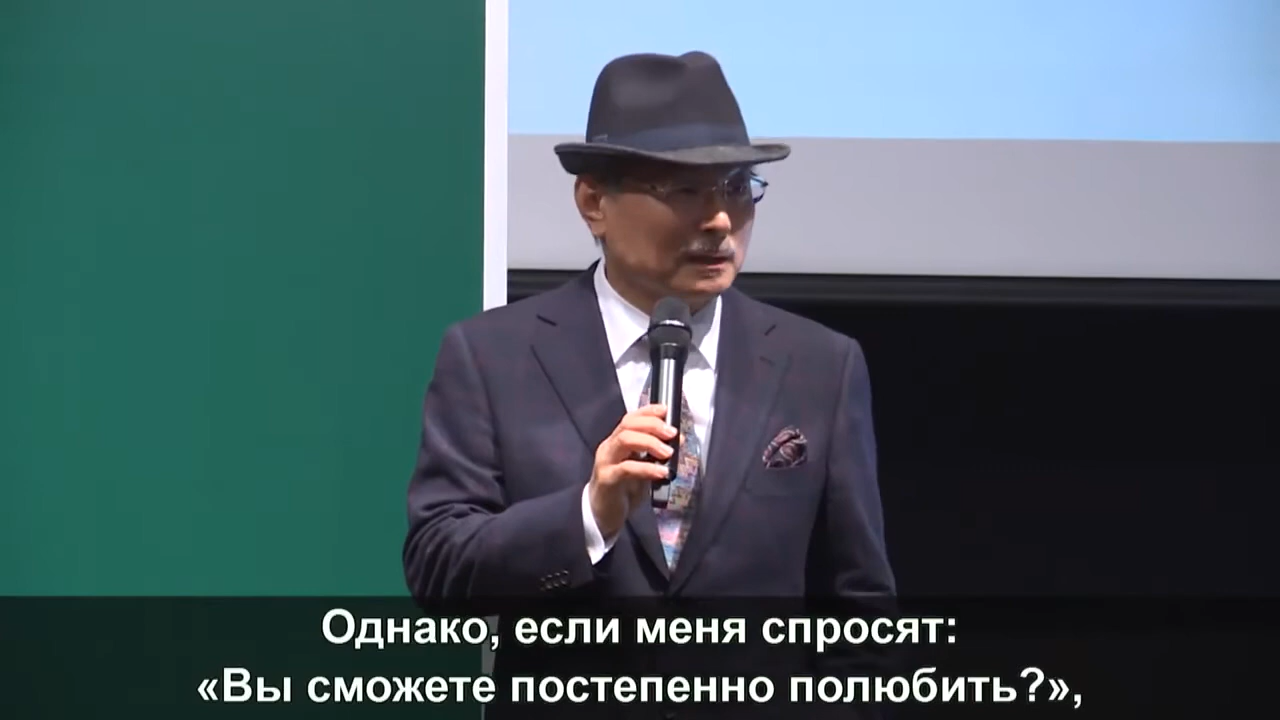 Однако, если меня спросят:
«Вы сможете постепенно полюбить?»,